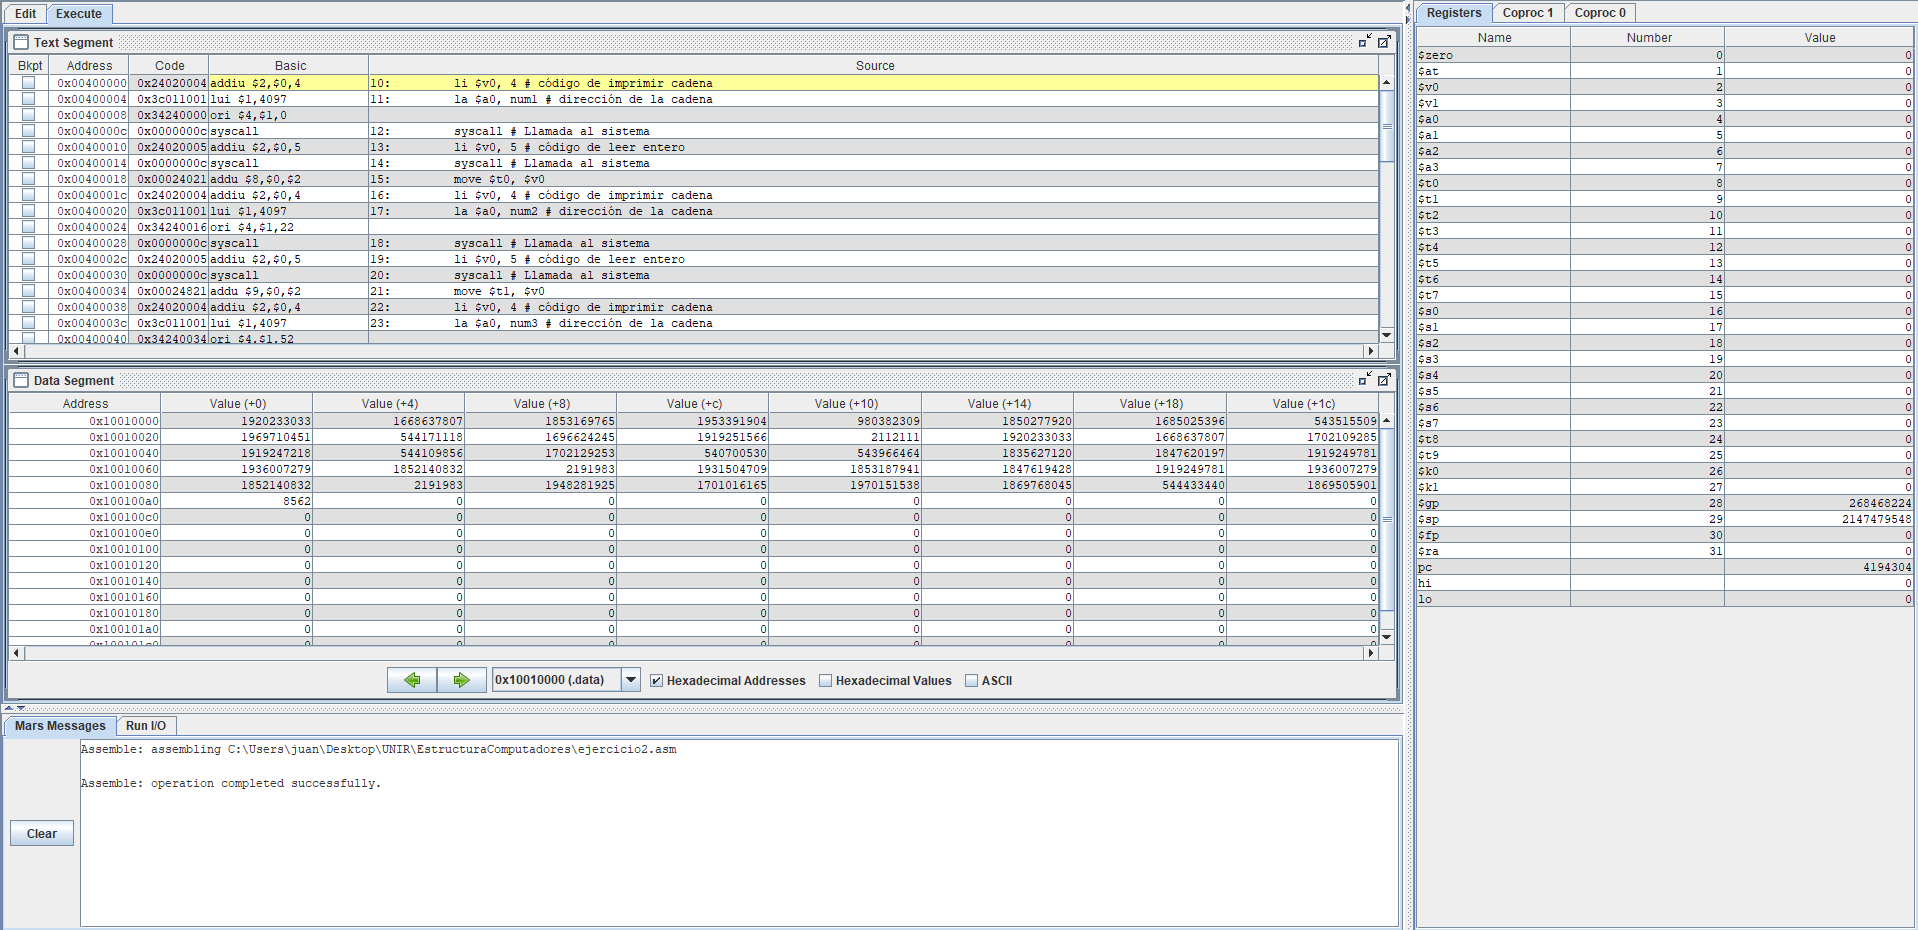 Edit Execute
Text Segment
Bkpt Address Code Basic Source
0x00400000 0x24020004 addiu $2,$0,4 10: li $v0, 4 # código de imprimir cadena
0x00400004 0x3c011001 lui $1,4097 11: la $a0, num1 # dirección de la cadena
0x00400008 0x34240000 ori $4,$1,0
0x0040000c 0x0000000c syscall 12: syscall # Llamada al sistema
0x00400010 0x24020005 addiu $2,$0,5 13: li $v0, 5 # código de leer entero
0x00400014 0x0000000c syscall 14: syscall # Llamada al sistema
0x00400018 0x00024021 addu $8,$0,$2 15: move $t0, $v0
0x0040001c 0x24020004 addiu $2,$0,4 16: li $v0, 4 # código de imprimir cadena
0x00400020 0x3c011001 lui $1,4097 17: la $a0, num2 # dirección de la cadena
0x00400024 0x34240016 ori $4,$1,22
0x00400028 0x0000000c syscall 18: syscall # Llamada al sistema
0x0040002c 0x24020005 addiu $2,$0,5 19: li $v0, 5 # código de leer entero
0x00400030 0x0000000c syscall 20: syscall # Llamada al sistema
0x00400034 0x00024821 addu $9,$0,$2 21: move $t1, $v0
0x00400038 0x24020004 addiu $2,$0,4 22: li $v0, 4 # código de imprimir cadena
0x0040003c 0x3c011001 lui $1,4097 23: la $a0, num3 # dirección de la cadena
0x00400040 0x34240034 ori $4,$1,52
Data Segment
Address Value (+0) Value (+4) Value (+8) Value (+c) Value (+10) Value (+14) Value (+18) Value (+1c)
0x10010000 1920233033 1668637807 1853169765 1953391904 980382309 1850277920 1685025396 543515509
0x10010020 1969710451 544171118 1696624245 1919251566 2112111 1920233033 1668637807 1702109285
0x10010040 1919247218 544109856 1702129253 540700530 543966464 1835627120 1847620197 1919249781
0x10010060 1936007279 1852140832 2191983 1931504709 1853187941 1847619428 1919249781 1936007279
0x10010080 1852140832 2191983 1948281925 1701016165 1970151538 1869768045 544433440 1869505901
0x100100a0 8562 0 0 0 0 0 0 0
0x100100c0 0 0 0 0 0 0 0 0
0x100100e0 0 0 0 0 0 0 0 0
0x10010100 0 0 0 0 0 0 0 0
0x10010120 0 0 0 0 0 0 0 0
0x10010140 0 0 0 0 0 0 0 0
0x10010160 0 0 0 0 0 0 0 0
0x10010180 0 0 0 0 0 0 0 0
0x100101a0 0 0 0 0 0 0 0 0
0x100101c0 0 0 0 0 0 0 0 0
0x10010000 (.data) Hexadecimal Addresses Hexadecimal Values ASCII
Mars Messages Run I/O
Assemble: assembling C:\Users\juan\Desktop\UNIR\EstructuraComputadores\ejercicio2.asm
Assemble: operation completed successfully.
Clear
Registers Coproc 1 Coproc 0
Name Number Value
$zero 0 0
$at 1 0
$v0 2 0
$v1 3 0
$a0 4 0
$a1 5 0
$a2 6 0
$a3 7 0
$t0 8 0
$t1 9 0
$t2 10 0
$t3 11 0
$t4 12 0
$t5 13 0
$t6 14 0
$t7 15 0
$s0 16 0
$s1 17 0
$s2 18 0
$s3 19 0
$s4 20 0
$s5 21 0
$s6 22 0
$s7 23 0
$t8 24 0
$t9 25 0
$k0 26 0
$k1 27 0
$gp 28 268468224
$sp 29 2147479548
$fp 30 0
$ra 31 0
pc 4194304
hi 0
lo 0